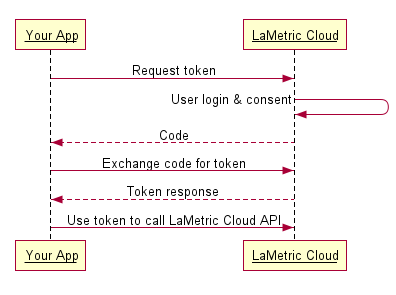 Your App
LaMetric Cloud
Request token
User login & consent
Code
Exchange code for token
Token response
Use token to call LaMetric Cloud API
Your App
LaMetric Cloud